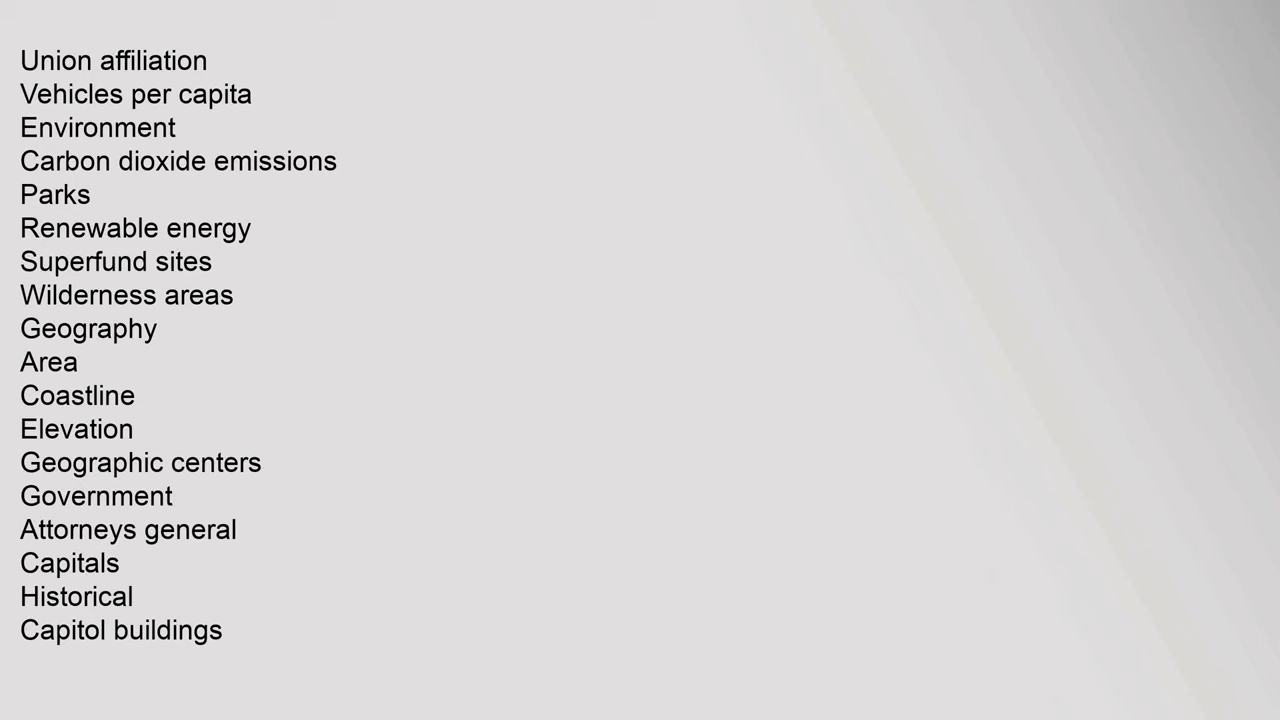 Union affiliation
Vehicles per capita
Environment
Carbon dioxide emissions
Parks
Renewable energy
Superfund sites
Wilderness areas
Geography
Area
Coastline
Elevation
Geographic centers
Government
Attorneys general
Capitals
Historical
Capitol buildings